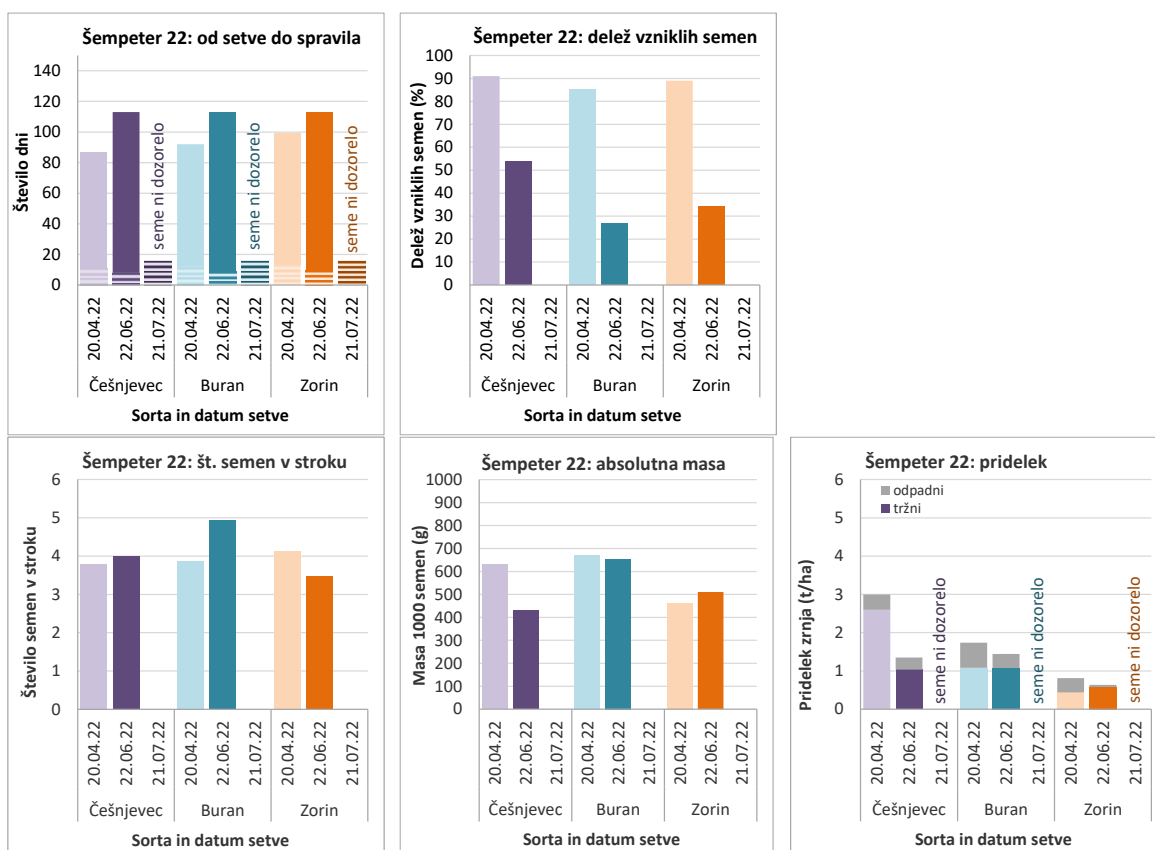 Šempeter 22: od setve do spravila
Število dni
140
120
100
80
60
40
20
0
seme ni dozorelo
seme ni dozorelo
seme ni dozorelo
20.04.22
22.06.22
21.07.22
20.04.22
22.06.22
21.07.22
20.04.22
22.06.22
21.07.22
Češnjevec
Buran
Zorin
Sorta in datum setve
Šempeter 22: delež vzniklih semen
Delež vzniklih semen (%)
100
90
80
70
60
50
40
30
20
10
0
20.04.22
22.06.22
21.07.22
20.04.22
22.06.22
21.07.22
20.04.22
22.06.22
21.07.22
Češnjevec
Buran
Zorin
Sorta in datum setve
Šempeter 22: št. semen v stroku
Število semen v stroku
6
5
4
3
2
1
0
20.04.22
22.06.22
21.07.22
20.04.22
22.06.22
21.07.22
20.04.22
22.06.22
21.07.22
Češnjevec
Buran
Zorin
Sorta in datum setve
Šempeter 22: absolutna masa
Masa 1000 semen (g)
1000
900
800
700
600
500
400
300
200
100
0
20.04.22
22.06.22
21.07.22
20.04.22
22.06.22
21.07.22
20.04.22
22.06.22
21.07.22
Češnjevec
Buran
Zorin
Sorta in datum setve
Šempeter 22: pridelek
odpadni
tržni
Pridelek zrnja (t/ha)
6
5
4
3
2
1
0
seme ni dozorelo
seme ni dozorelo
seme ni dozorelo
20.04.22
22.06.22
21.07.22
20.04.22
22.06.22
21.07.22
20.04.22
22.06.22
21.07.22
Češnjevec
Buran
Zorin
Sorta in datum setve